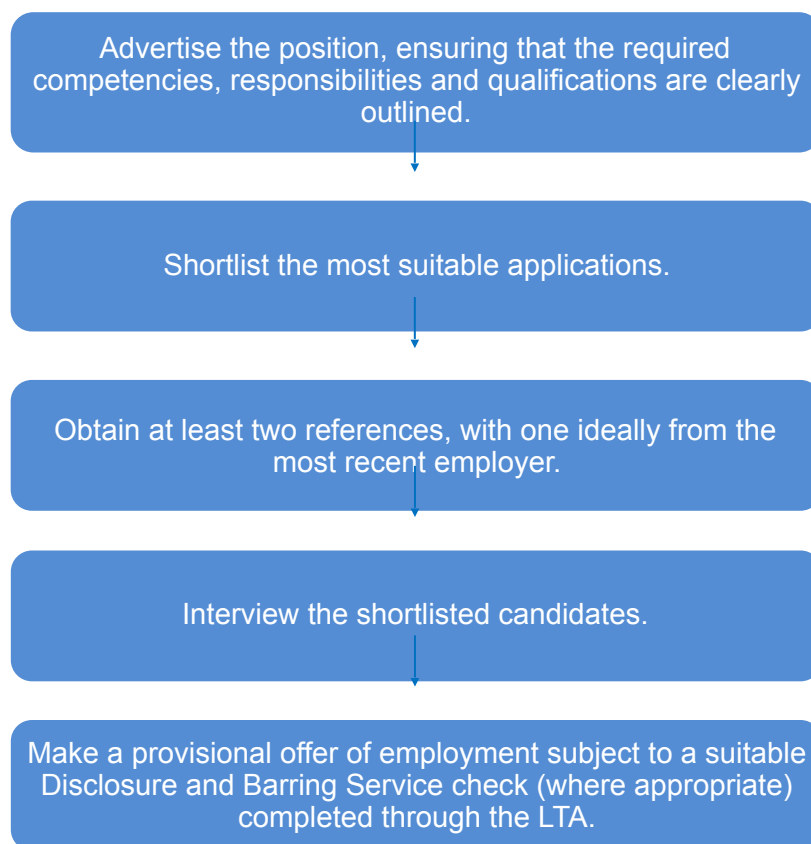 Advertise the position, ensuring that the required
competencies, responsibilities and qualifications are clearly
outlined.
Shortlist the most suitable applications.
Obtain at least two references, with one ideally from the
most recent employer.
Interview the shortlisted candidates.
Make a provisional offer of employment subject to a suitable
Disclosure and Barring Service check (where appropriate)
completed through the LTA.